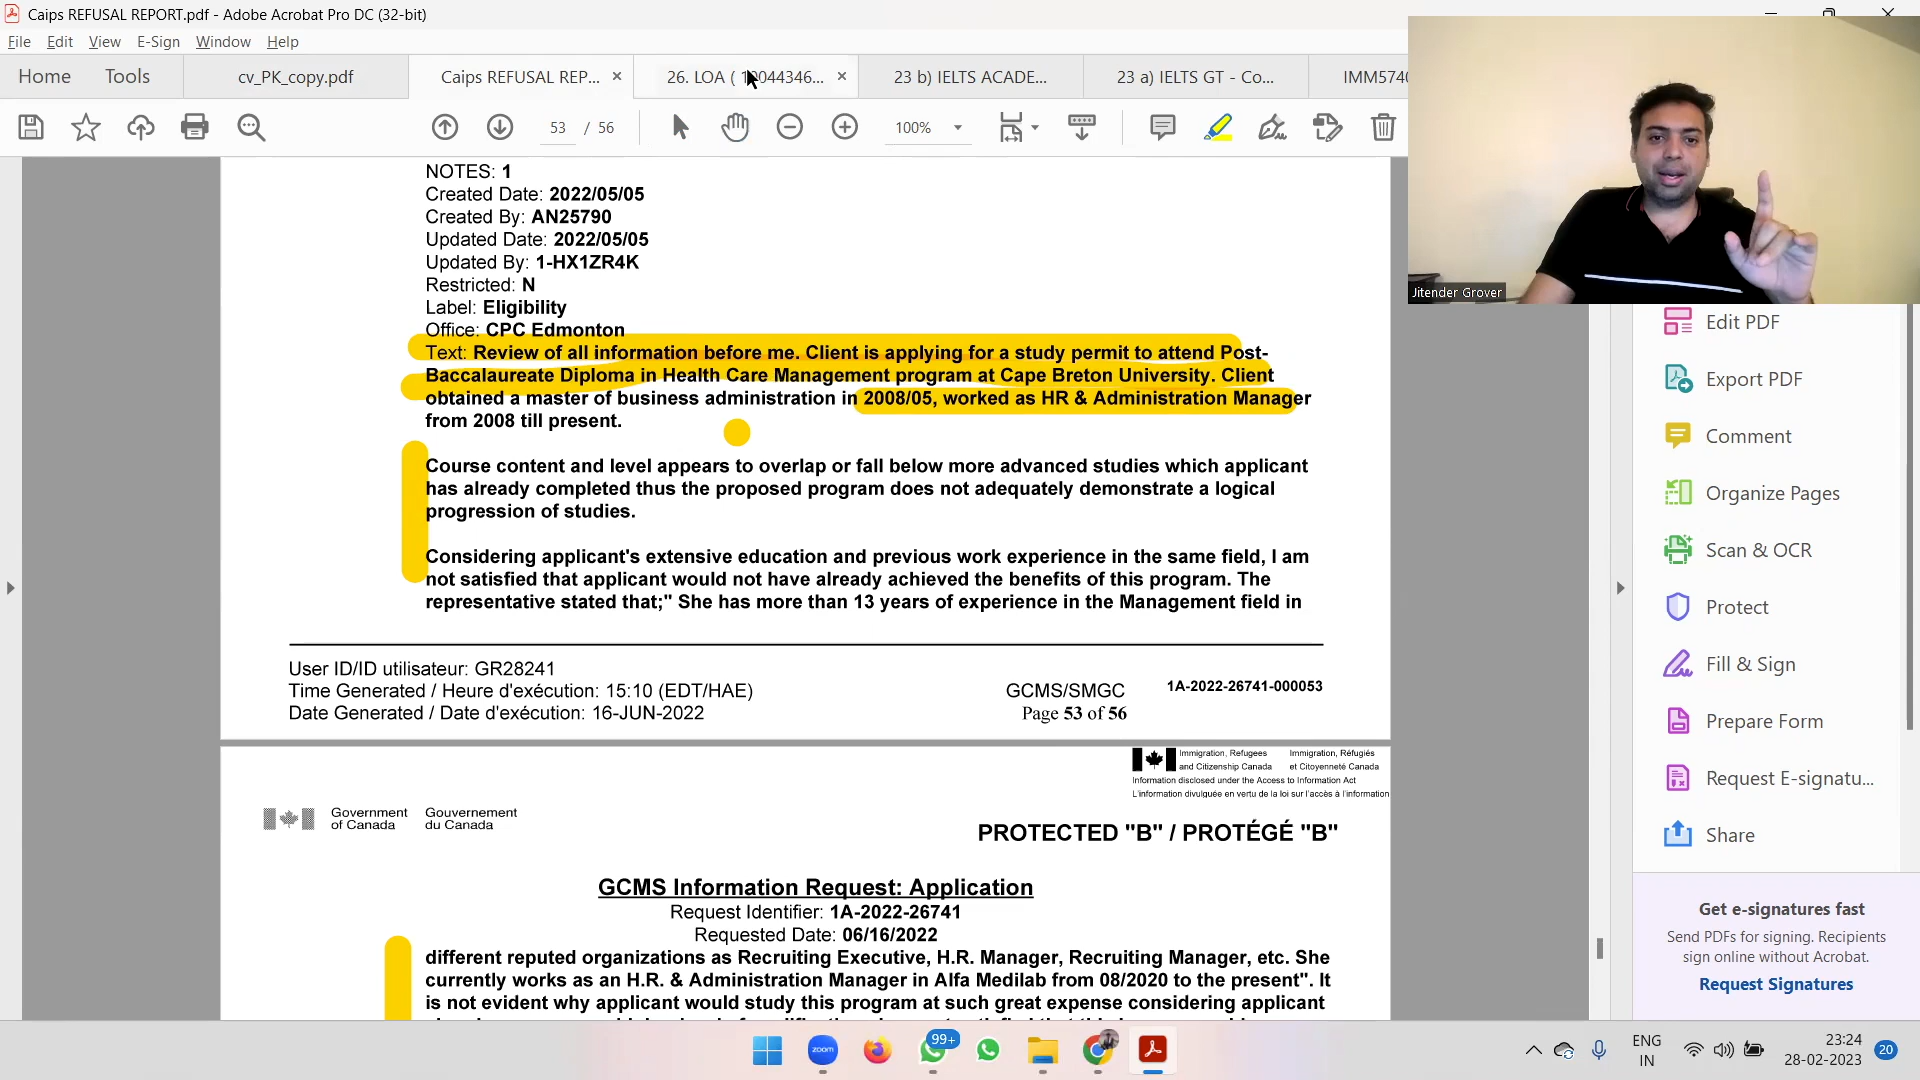 Caips REFUSAL REPORT.pdf - Adobe Acrobat Pro DC (32-bit)
File Edit View E-Sign Window Help
Home Tools cv_PK_copy.pdf Caips REFUSAL REP... 26. LOA ( 10044346... 23 b) IELTS ACADE... 23 a) IELTS GT - Co... IMM5740
53 / 56 100%
NOTES: 1
Created Date: 2022/05/05
Created By: AN25790
Updated Date: 2022/05/05
Updated By: 1-HX1ZR4K
Restricted: N
Label: Eligibility
Office: CPC Edmonton
Text: Review of all information before me. Client is applying for a study permit to attend Post-
Baccalaureate Diploma in Health Care Management program at Cape Breton University. Client
obtained a master of business administration in 2008/05, worked as HR & Administration Manager
from 2008 till present.
Course content and level appears to overlap or fall below more advanced studies which applicant
has already completed thus the proposed program does not adequately demonstrate a logical
progression of studies.
Considering applicant's extensive education and previous work experience in the same field, I am
not satisfied that applicant would not have already achieved the benefits of this program. The
representative stated that;" She has more than 13 years of experience in the Management field in
User ID/ID utilisateur: GR28241
Time Generated / Heure d'exécution: 15:10 (EDT/HAE)
Date Generated / Date d'exécution: 16-JUN-2022
GCMS/SMGC
Page 53 of 56
1A-2022-26741-000053
Immigration, Refugees and Citizenship Canada
Immigration, Réfugiés et Citoyenneté Canada
Information disclosed under the Access to Information Act
L'information divulguée en vertu de la loi sur l'accès à l'information
Government of Canada
Gouvernement du Canada
PROTECTED "B" / PROTÉGÉ "B"
GCMS Information Request: Application
Request Identifier: 1A-2022-26741
Requested Date: 06/16/2022
different reputed organizations as Recruiting Executive, H.R. Manager, Recruiting Manager, etc. She
currently works as an H.R. & Administration Manager in Alfa Medilab from 08/2020 to the present". It
is not evident why applicant would study this program at such great expense considering applicant
Jitender Grover
Edit PDF
Export PDF
Comment
Organize Pages
Scan & OCR
Protect
Fill & Sign
Prepare Form
Request E-signatu...
Share
Get e-signatures fast
Send PDFs for signing. Recipients
sign online without Acrobat.
Request Signatures
zoom
99+
ENG
IN
23:24
28-02-2023
20